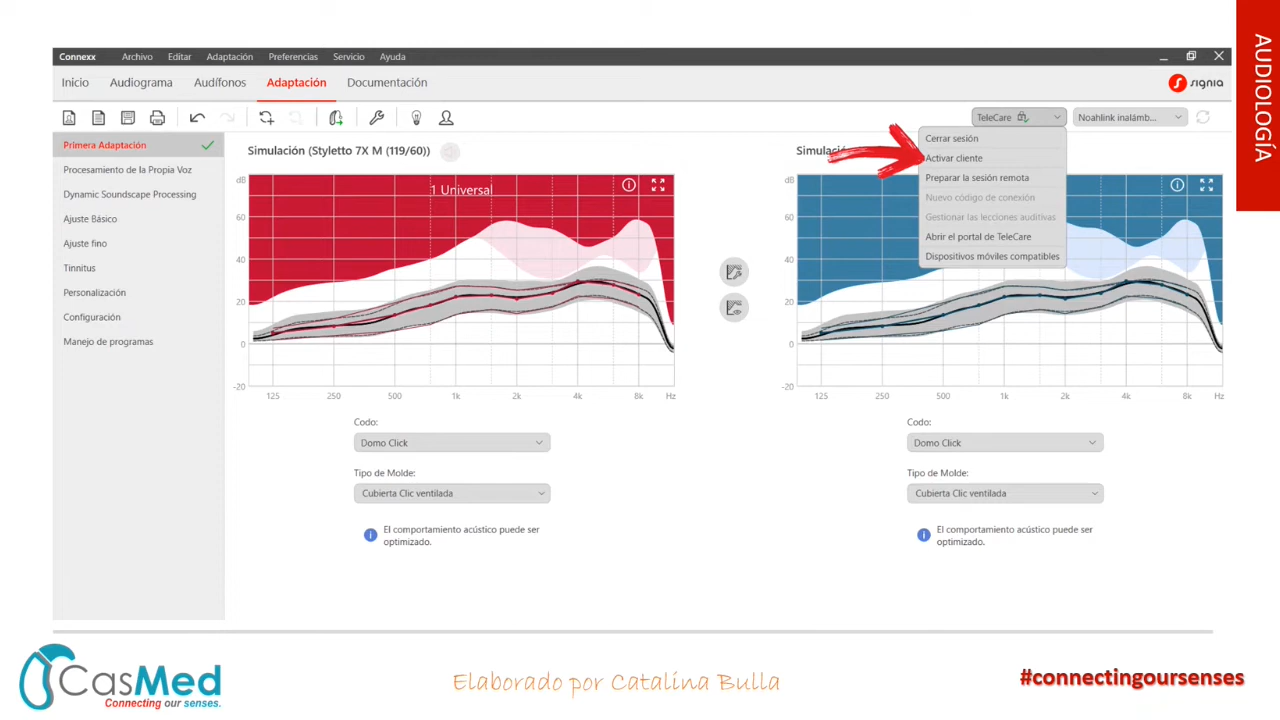 AUDIOLOGÍA
Connexx Archivo Editar Adaptación Preferencias Servicio Ayuda
Inicio Audiograma Audífonos Adaptación Documentación
signia
TeleCare
Noahlink inalámb...
Primera Adaptación
Procesamiento de la Propia Voz
Dynamic Soundscape Processing
Ajuste Básico
Ajuste fino
Tinnitus
Personalización
Configuración
Manejo de programas
Cerrar sesión
Activar cliente
Preparar la sesión remota
Nuevo código de conexión
Gestionar las lecciones auditivas
Abrir el portal de TeleCare
Dispositivos móviles compatibles
Simulación (Styletto 7X M (119/60))
1 Universal
dB
60
40
20
0
-20
125 250 500 1k 2k 4k 8k Hz
Codo:
Domo Click
Tipo de Molde:
Cubierta Clic ventilada
El comportamiento acústico puede ser
optimizado.
dB
60
40
20
0
-20
125 250 500 1k 2k 4k 8k Hz
Codo:
Domo Click
Tipo de Molde:
Cubierta Clic ventilada
El comportamiento acústico puede ser
optimizado.
CasMed
Connecting our senses.
Elaborado por Catalina Bulla
#connectingoursenses